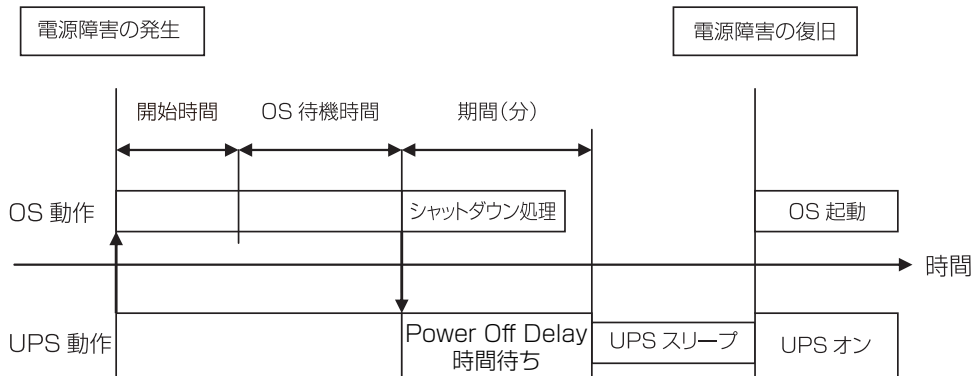 電源障害の発生
電源障害の復旧
開始時間
OS 待機時間
期間(分)
OS 動作
シャットダウン処理
OS 起動
時間
UPS 動作
Power Off Delay
時間待ち
UPS スリープ
UPS オン